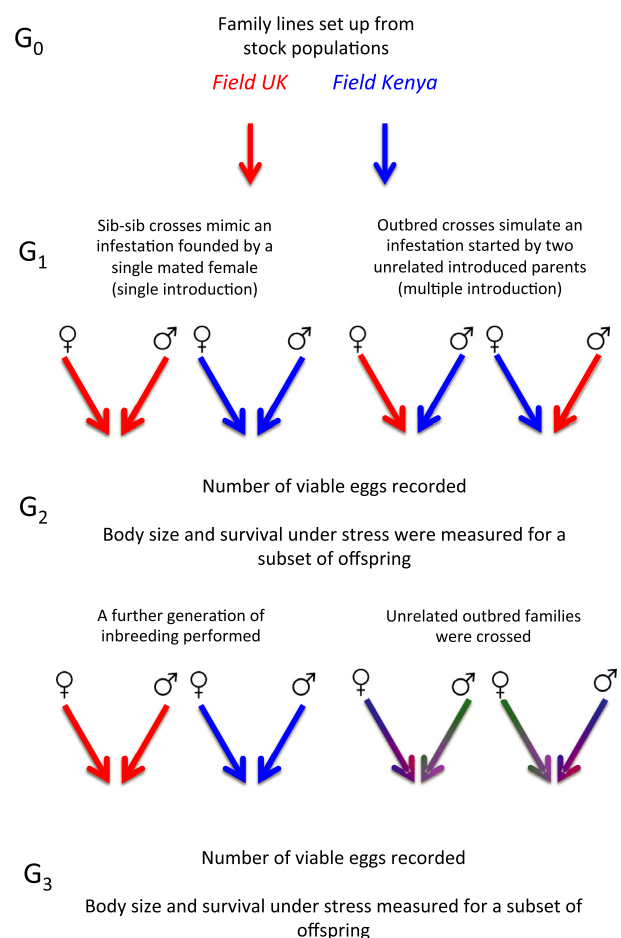 G0
Family lines set up from
stock populations
Field UK
Field Kenya
G1
Sib-sib crosses mimic an
infestation founded by a
single mated female
(single introduction)
Outbred crosses simulate an
infestation started by two
unrelated introduced parents
(multiple introduction)
♀ ♂ ♀ ♂ ♀ ♂ ♀ ♂
G2
Number of viable eggs recorded
Body size and survival under stress were measured for a
subset of offspring
A further generation of
inbreeding performed
Unrelated outbred families
were crossed
♀ ♂ ♀ ♂ ♀ ♂ ♀ ♂
G3
Number of viable eggs recorded
Body size and survival under stress measured for a subset of
offspring